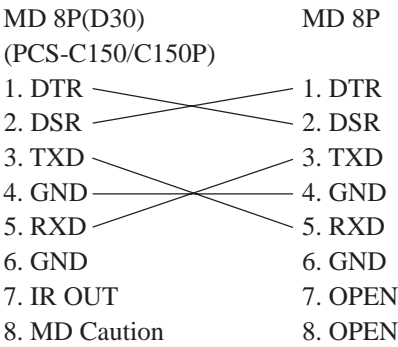 MD 8P(D30) MD 8P
(PCS-C150/C150P)
1. DTR 1. DTR
2. DSR 2. DSR
3. TXD 3. TXD
4. GND 4. GND
5. RXD 5. RXD
6. GND 6. GND
7. IR OUT 7. OPEN
8. MD Caution 8. OPEN